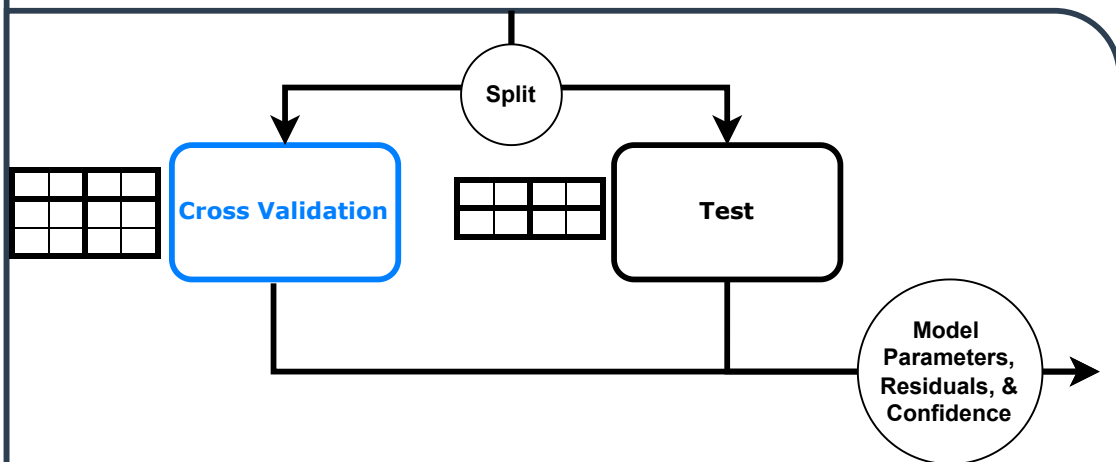 Split
Cross Validation
Test
Model
Parameters,
Residuals, &
Confidence